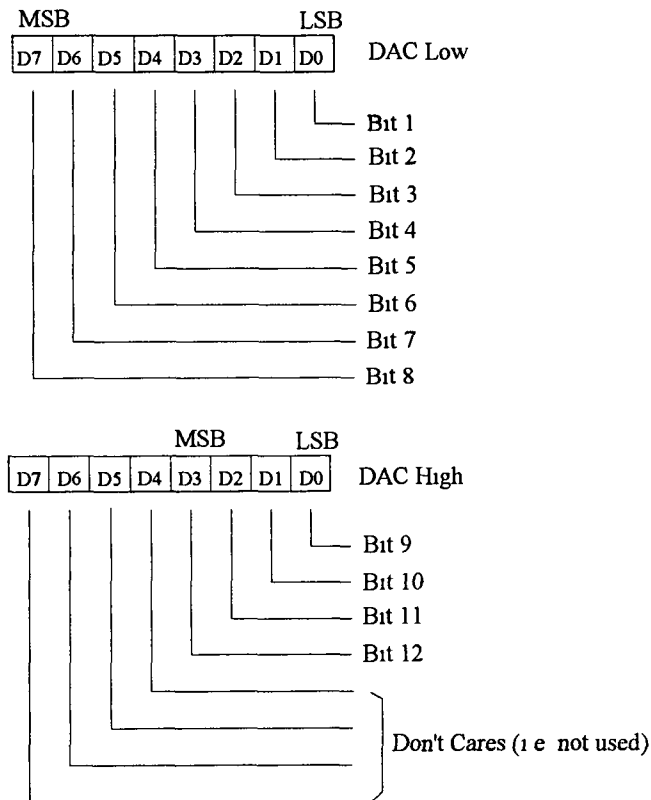 MSB LSB
D7 D6 D5 D4 D3 D2 D1 D0 DAC Low
Bit 1
Bit 2
Bit 3
Bit 4
Bit 5
Bit 6
Bit 7
Bit 8
MSB LSB
D7 D6 D5 D4 D3 D2 D1 D0 DAC High
Bit 9
Bit 10
Bit 11
Bit 12
Don't Cares (i e not used)